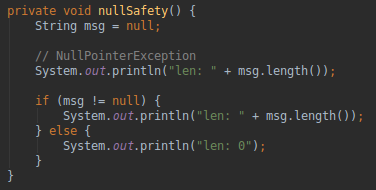 private void nullSafety() {
    String msg = null;

    // NullPointerException
    System.out.println("len: " + msg.length());

    if (msg != null) {
        System.out.println("len: " + msg.length());
    } else {
        System.out.println("len: 0");
    }
}